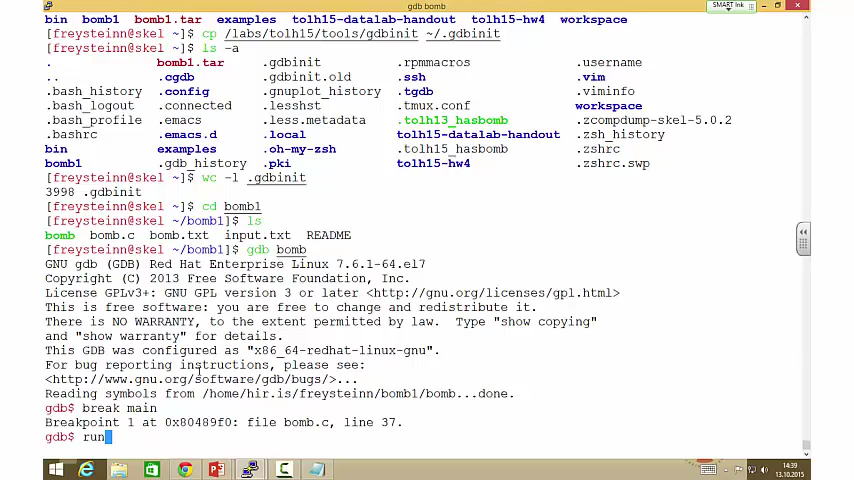 gdb bomb
SMART Ink
bin bomb1 bomb1.tar examples tolh15-datalab-handout tolh15-hw4 workspace
[freysteinn@skel ~]$ cp /labs/tolh15/tools/gdbinit ~/.gdbinit
[freysteinn@skel ~]$ ls -a
. bomb1.tar .gdbinit .rpmmacros .username
.. .cgdb .gdbinit.old .ssh .vim
.bash_history .config .gnuplot_history .tgdb .viminfo
.bash_logout .connected .lesshst .tmux.conf workspace
.bash_profile .emacs .less.metadata .tolh13_hasbomb .zcompdump-skel-5.0.2
.bashrc .emacs.d .local tolh15-datalab-handout .zsh_history
bin examples .oh-my-zsh .tolh15_hasbomb .zshrc
bomb1 .gdb_history .pki tolh15-hw4 .zshrc.swp
[freysteinn@skel ~]$ wc -l .gdbinit
3998 .gdbinit
[freysteinn@skel ~]$ cd bomb1
[freysteinn@skel ~/bomb1]$ ls
bomb bomb.c bomb.txt input.txt README
[freysteinn@skel ~/bomb1]$ gdb bomb
GNU gdb (GDB) Red Hat Enterprise Linux 7.6.1-64.el7
Copyright (C) 2013 Free Software Foundation, Inc.
License GPLv3+: GNU GPL version 3 or later <http://gnu.org/licenses/gpl.html>
This is free software: you are free to change and redistribute it.
There is NO WARRANTY, to the extent permitted by law. Type "show copying"
and "show warranty" for details.
This GDB was configured as "x86_64-redhat-linux-gnu".
For bug reporting instructions, please see:
<http://www.gnu.org/software/gdb/bugs/>...
Reading symbols from /home/hir.is/freysteinn/bomb1/bomb...done.
gdb$ break main
Breakpoint 1 at 0x80489f0: file bomb.c, line 37.
gdb$ run
14:39
13.10.2015